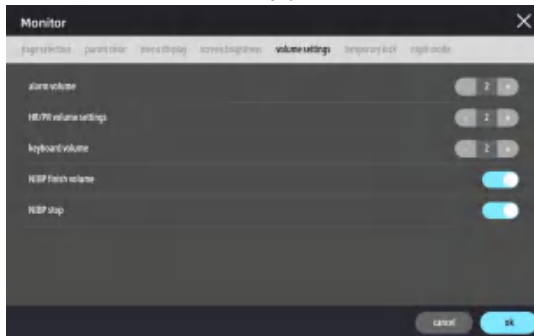 Monitor
page selection parameter menu display screen brightness volume settings temporary lock night mode
alarm volume
- 2 +
HR/PR volume settings
- 2 +
keyboard volume
- 2 +
NIBP finish volume
NIBP stop
cancel ok